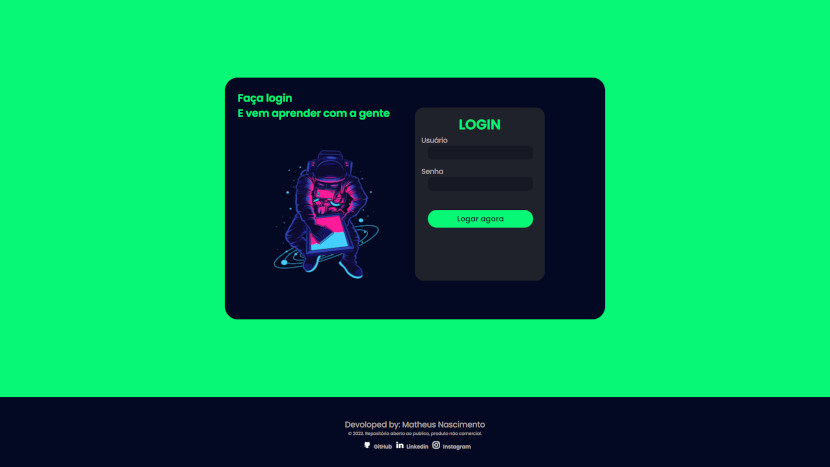 Faça login
E vem aprender com a gente
LOGIN
Usuário
Senha
Logar agora
Devoloped by: Matheus Nascimento
© 2022. Repositório aberto ao publico, produto não comercial.
GitHub Linkedin Instagram